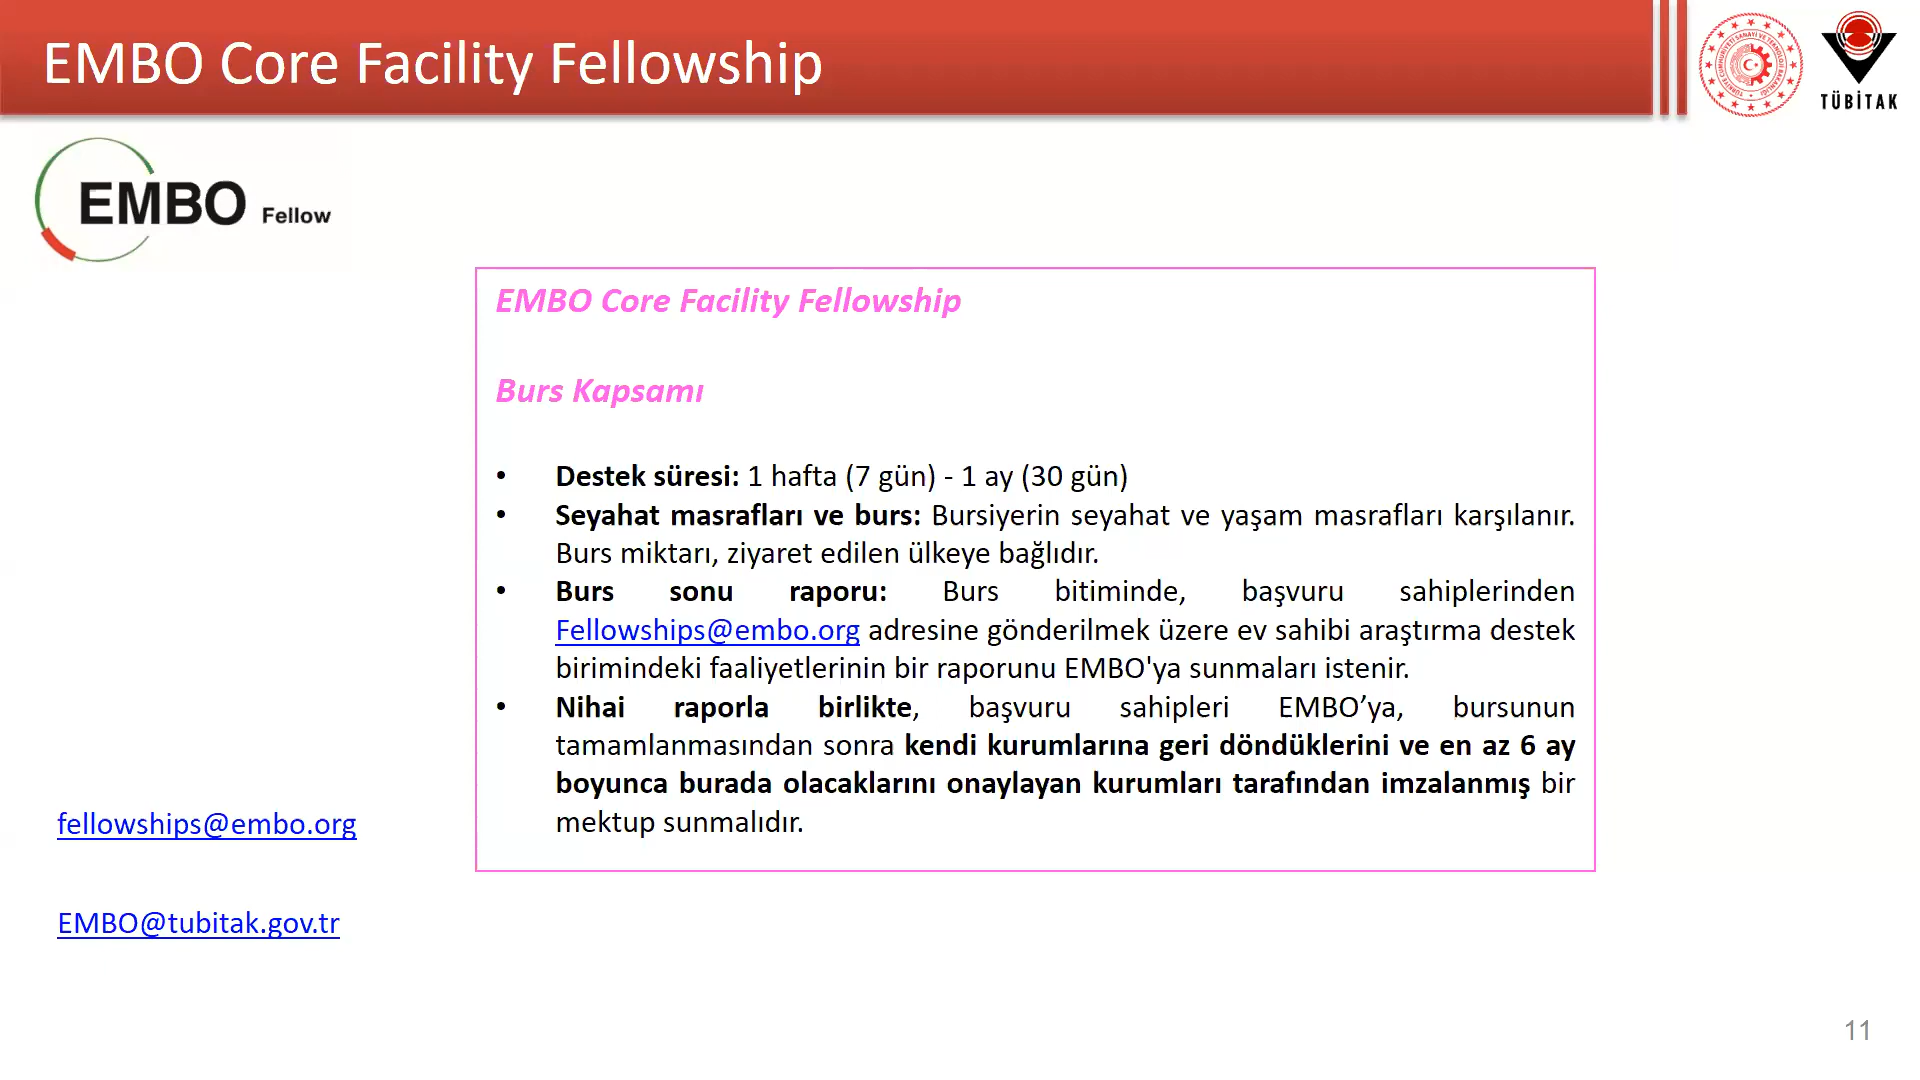 EMBO Core Facility Fellowship
TÜBİTAK
EMBO Fellow
EMBO Core Facility Fellowship
Burs Kapsamı
• Destek süresi: 1 hafta (7 gün) - 1 ay (30 gün)
• Seyahat masrafları ve burs: Bursiyerin seyahat ve yaşam masrafları karşılanır.
Burs miktarı, ziyaret edilen ülkeye bağlıdır.
• Burs sonu raporu: Burs bitiminde, başvuru sahiplerinden
Fellowships@embo.org adresine gönderilmek üzere ev sahibi araştırma destek
birimindeki faaliyetlerinin bir raporunu EMBO'ya sunmaları istenir.
• Nihai raporla birlikte, başvuru sahipleri EMBO’ya, bursunun
tamamlanmasından sonra kendi kurumlarına geri döndüklerini ve en az 6 ay
boyunca burada olacaklarını onaylayan kurumları tarafından imzalanmış bir
mektup sunmalıdır.
fellowships@embo.org
EMBO@tubitak.gov.tr
11